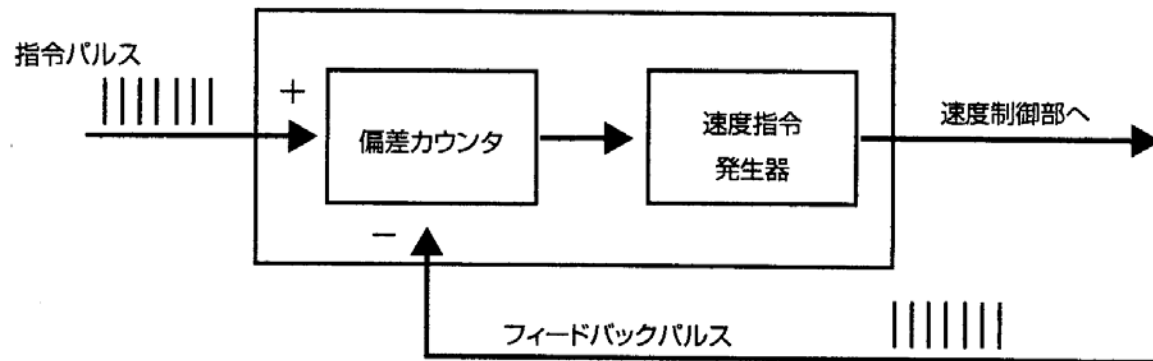 指令パルス
+
偏差カウンタ
速度指令
発生器
速度制御部へ
−
フィードバックパルス